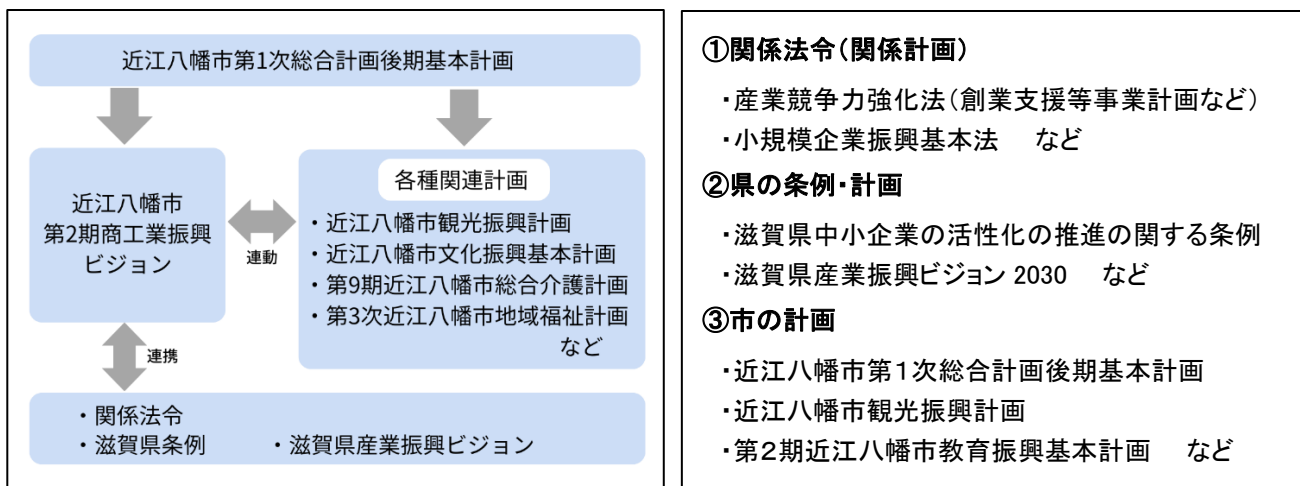 近江八幡市第1次総合計画後期基本計画
近江八幡市
第2期商工業振興
ビジョン
連動
各種関連計画
・近江八幡市観光振興計画
・近江八幡市文化振興基本計画
・第9期近江八幡市総合介護計画
・第3次近江八幡市地域福祉計画
など
連携
・関係法令
・滋賀県条例 ・滋賀県産業振興ビジョン
①関係法令(関係計画)
・産業競争力強化法(創業支援等事業計画など)
・小規模企業振興基本法 など
②県の条例・計画
・滋賀県中小企業の活性化の推進の関する条例
・滋賀県産業振興ビジョン 2030 など
③市の計画
・近江八幡市第1次総合計画後期基本計画
・近江八幡市観光振興計画
・第2期近江八幡市教育振興基本計画 など